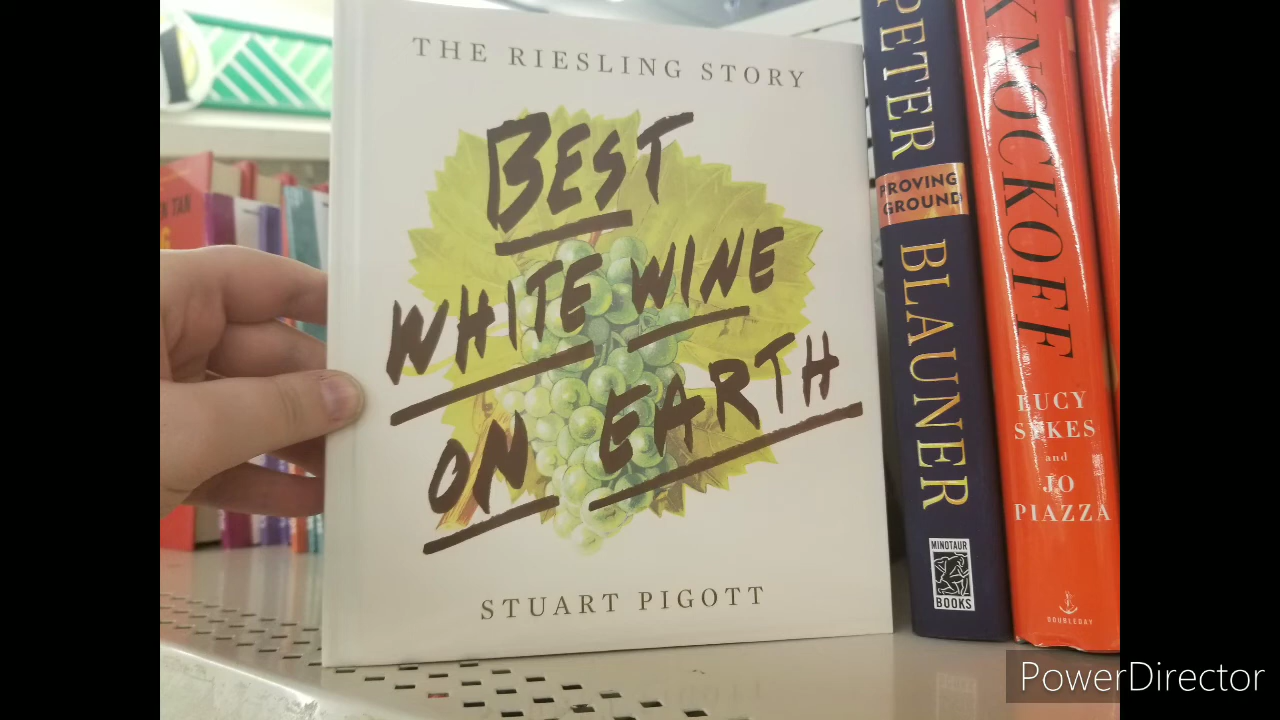 THE RIESLING STORY
BEST
WHITE WINE
ON EARTH
STUART PIGOTT
TAN
PETER
PROVING
GROUND
BLAUNER
MINOTAUR
BOOKS
KNOCKOFF
LUCY
SYKES
and
JO
PIAZZA
DOUBLEDAY
PowerDirector